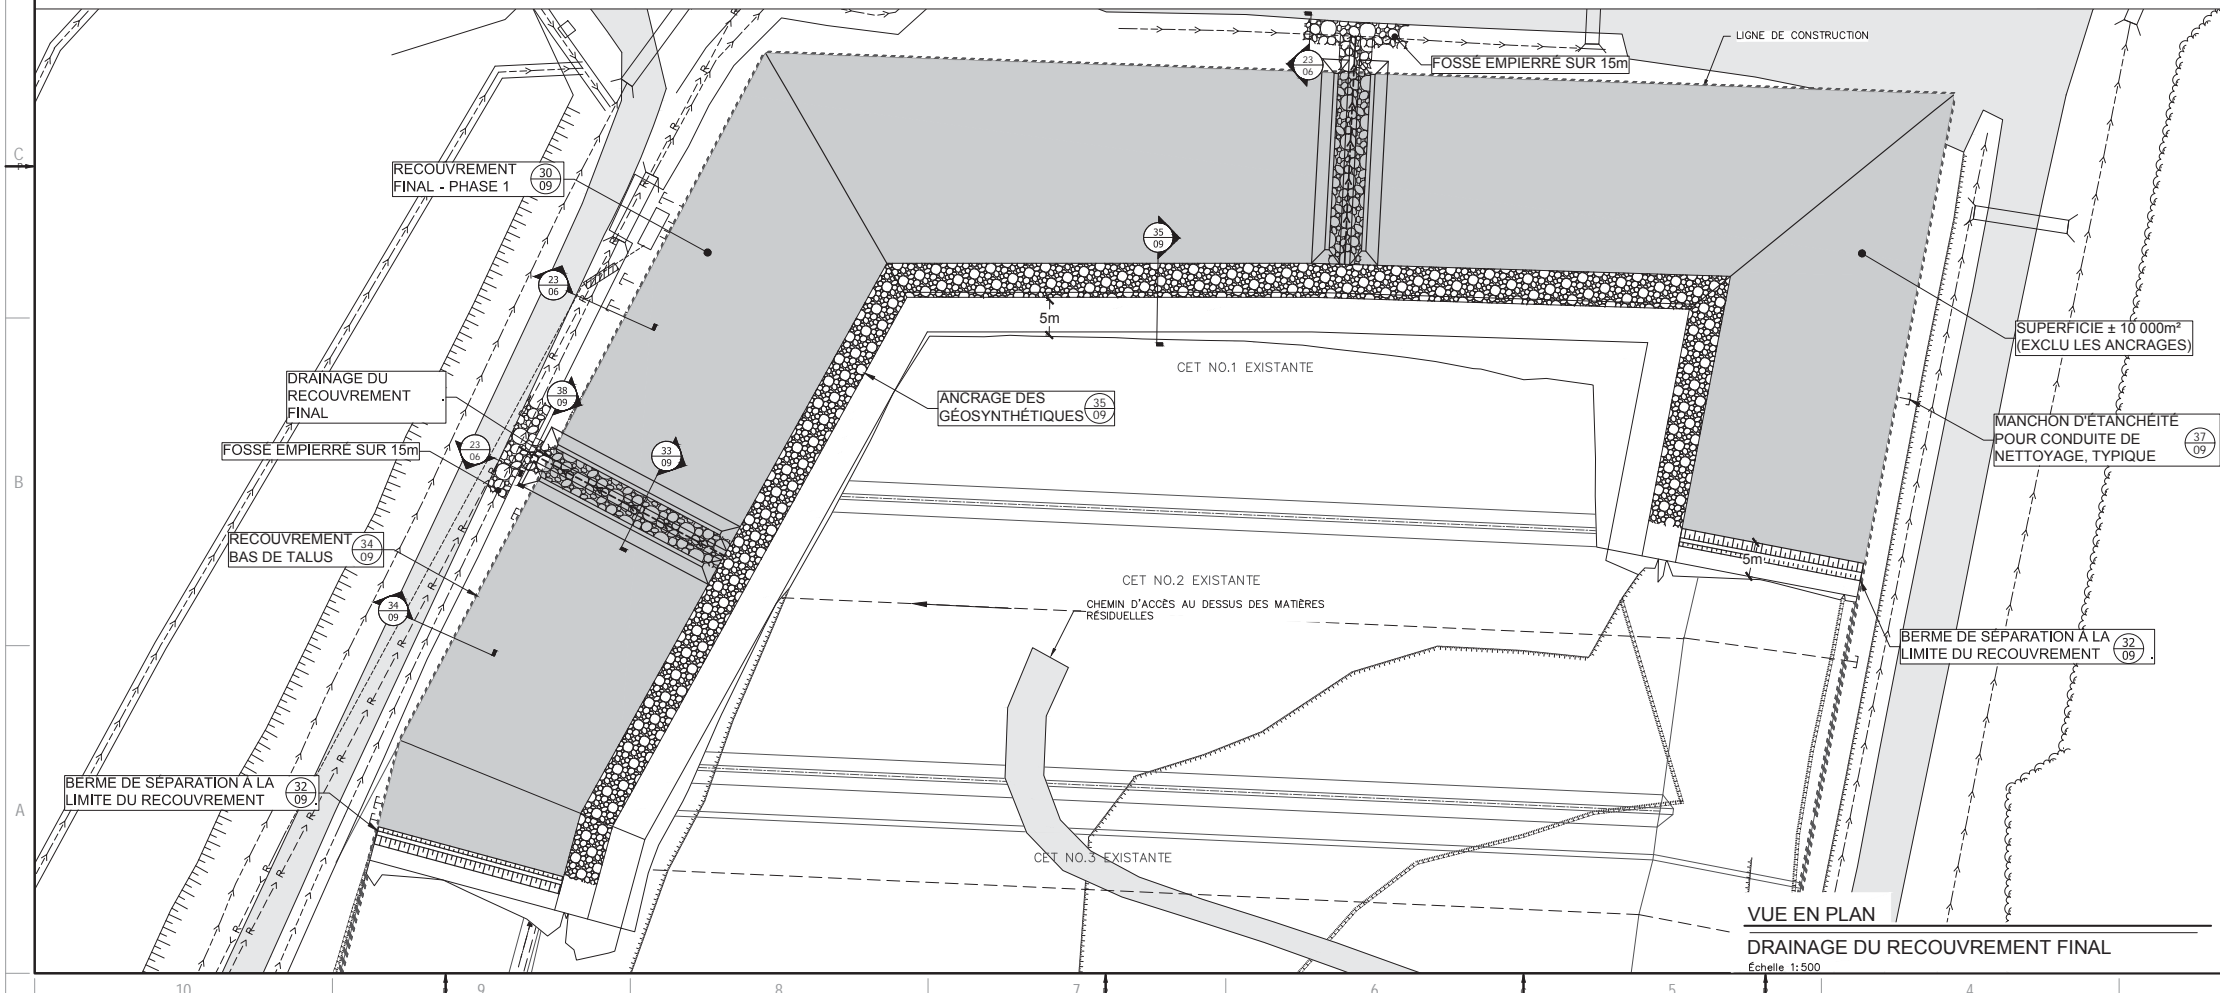 LIGNE DE CONSTRUCTION
23
06
FOSSÉ EMPIERRÉ SUR 15m
C
RECOUVREMENT
FINAL - PHASE 1
30
09
35
09
23
06
5m
SUPERFICIE ± 10 000m²
(EXCLU LES ANCRAGES)
CET NO.1 EXISTANTE
DRAINAGE DU
RECOUVREMENT
FINAL
38
09
ANCRAGE DES
GÉOSYNTHÉTIQUES
35
09
MANCHON D'ÉTANCHÉITÉ
POUR CONDUITE DE
NETTOYAGE, TYPIQUE
37
09
FOSSÉ EMPIERRÉ SUR 15m
23
06
33
09
B
RECOUVREMENT
BAS DE TALUS
34
09
5m
CET NO.2 EXISTANTE
CHEMIN D'ACCÈS AU DESSUS DES MATIÈRES
RÉSIDUELLES
34
09
BERME DE SÉPARATION À LA
LIMITE DU RECOUVREMENT
32
09
BERME DE SÉPARATION À LA
LIMITE DU RECOUVREMENT
32
09
A
CET NO.3 EXISTANTE
VUE EN PLAN
DRAINAGE DU RECOUVREMENT FINAL
Échelle 1:500
10
9
8
7
6
5
4